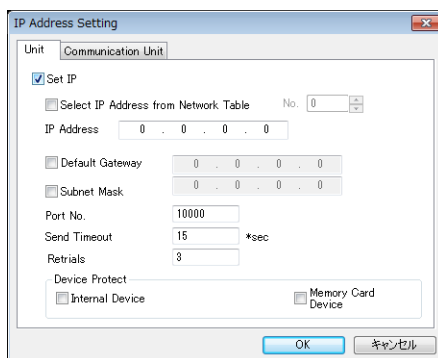 IP Address Setting
Unit
Communication Unit
Set IP
Select IP Address from Network Table No. 0
IP Address 0 . 0 . 0 . 0
Default Gateway 0 . 0 . 0 . 0
Subnet Mask 0 . 0 . 0 . 0
Port No. 10000
Send Timeout 15 *sec
Retrials 3
Device Protect
Internal Device
Memory Card
Device
OK キャンセル